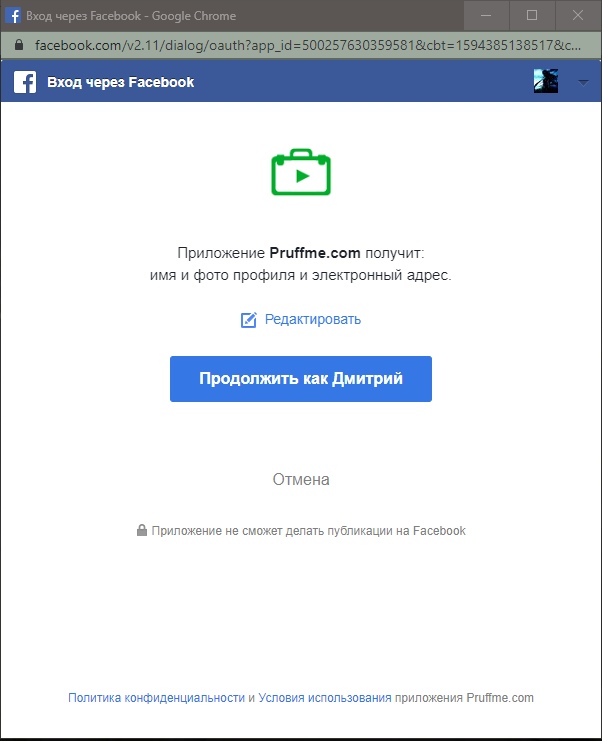 Вход через Facebook - Google Chrome
facebook.com/v2.11/dialog/oauth?app_id=500257630359581&cbt=1594385138517&c...
Вход через Facebook
Приложение Pruffme.com получит:
имя и фото профиля и электронный адрес.
Редактировать
Продолжить как Дмитрий
Отмена
Приложение не сможет делать публикации на Facebook
Политика конфиденциальности и Условия использования приложения Pruffme.com